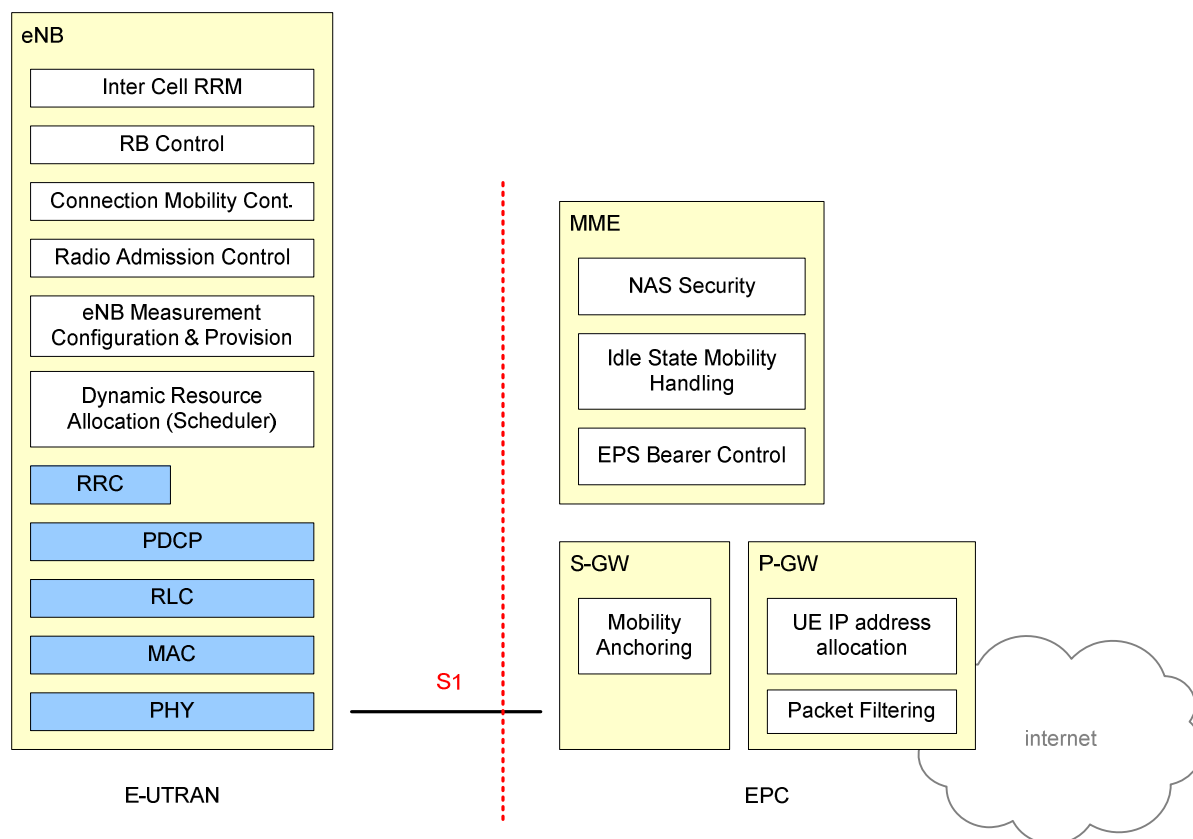 eNB
Inter Cell RRM
RB Control
Connection Mobility Cont.
Radio Admission Control
eNB Measurement
Configuration & Provision
Dynamic Resource
Allocation (Scheduler)
RRC
PDCP
RLC
MAC
PHY
S1
MME
NAS Security
Idle State Mobility
Handling
EPS Bearer Control
S-GW
Mobility
Anchoring
P-GW
UE IP address
allocation
Packet Filtering
internet
E-UTRAN
EPC